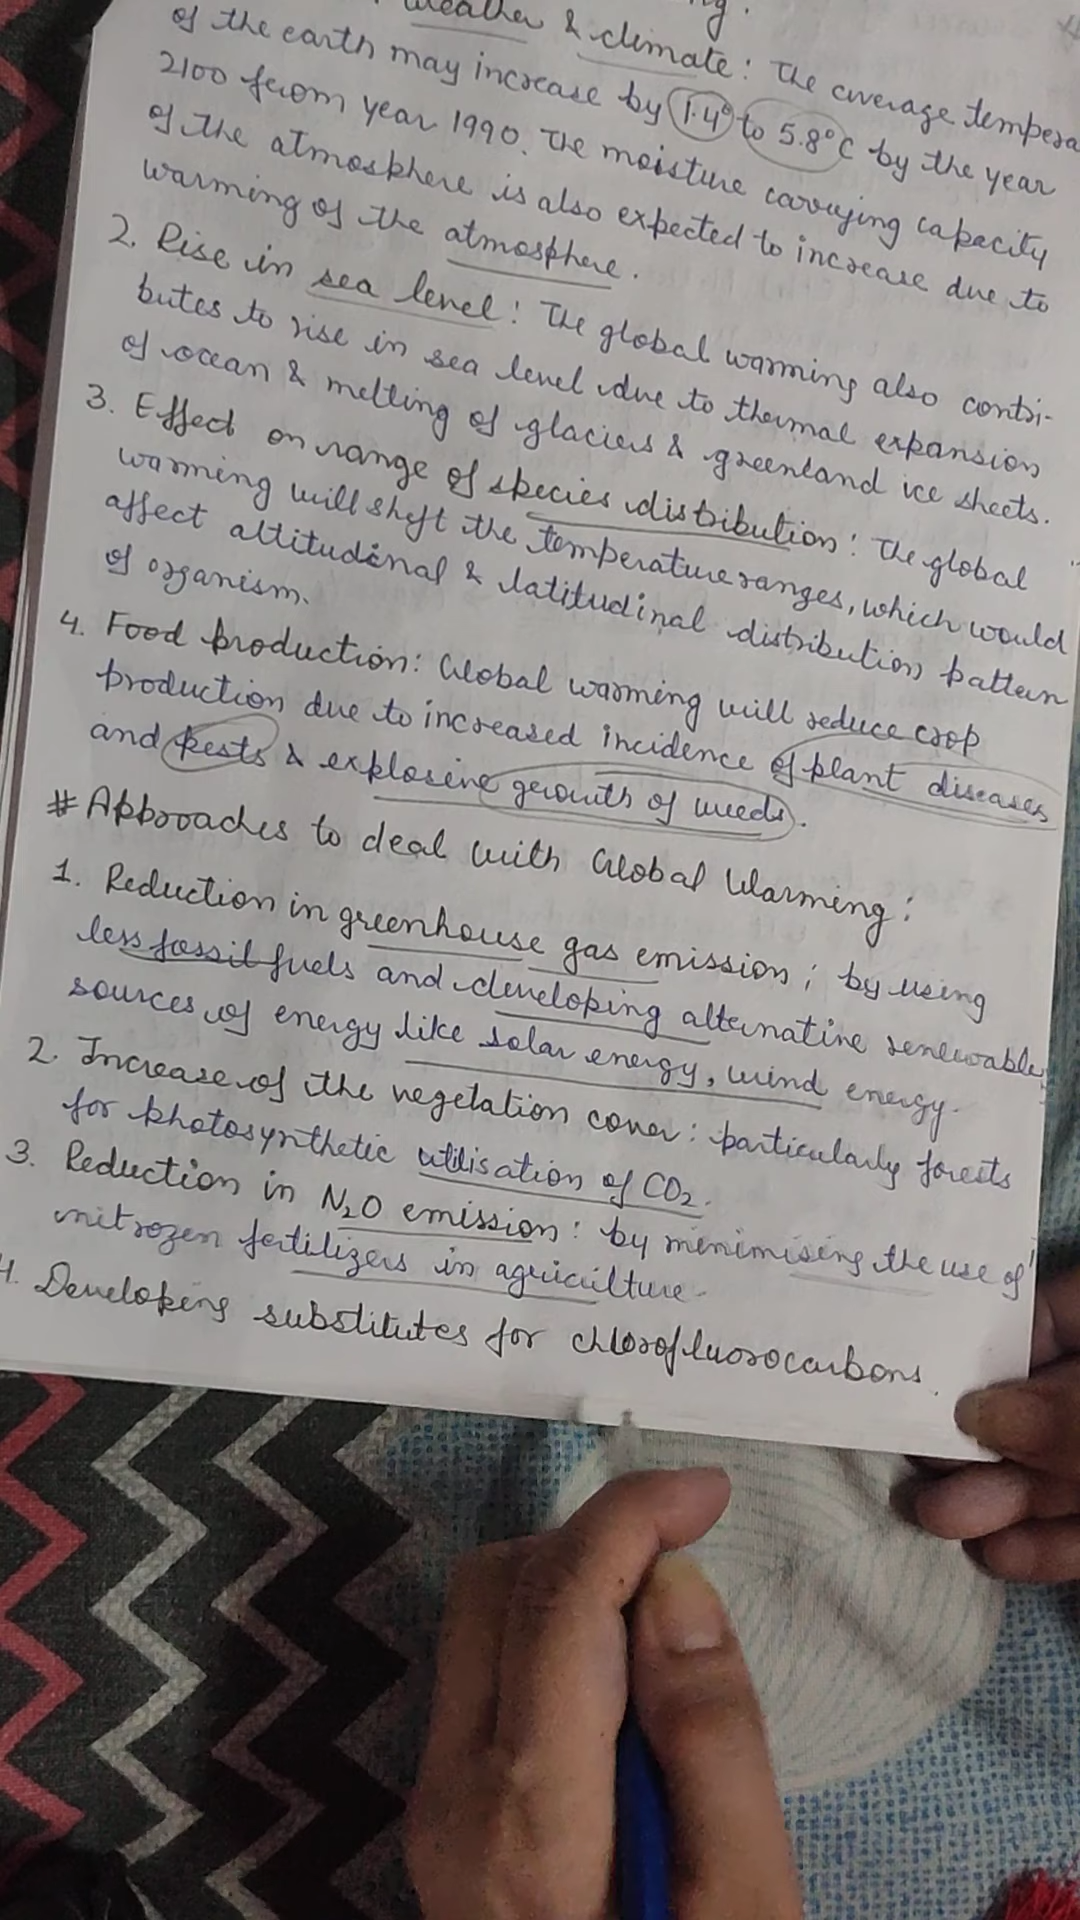 weather & climate: The average tempera
of the earth may increase by 1.4° to 5.8°C by the year
2100 from year 1990. The moisture carrying capacity
of the atmosphere is also expected to increase due to
warming of the atmosphere.
2. Rise in sea level: The global warming also contri-
butes to rise in sea level due to thermal expansion
of ocean & melting of glaciers & greenland ice sheets.
3. Effect on range of species distribution: The global
warming will shift the temperature ranges, which would
affect altitudinal & latitudinal distribution pattern
of organism.
4. Food production: Global warming will reduce crop
production due to increased incidence of plant diseases
and pests & explosive growth of weeds.
# Approaches to deal with Global Warming:
1. Reduction in greenhouse gas emission; by using
less fossil fuels and developing alternative renewable
sources of energy like solar energy, wind energy.
2. Increase of the vegetation cover: particularly forests
for photosynthetic utilisation of CO2.
3. Reduction in N2O emission: by minimising the use of
nitrozen fertilizers in agriculture.
4. Developing substitutes for chlorofluorocarbons.